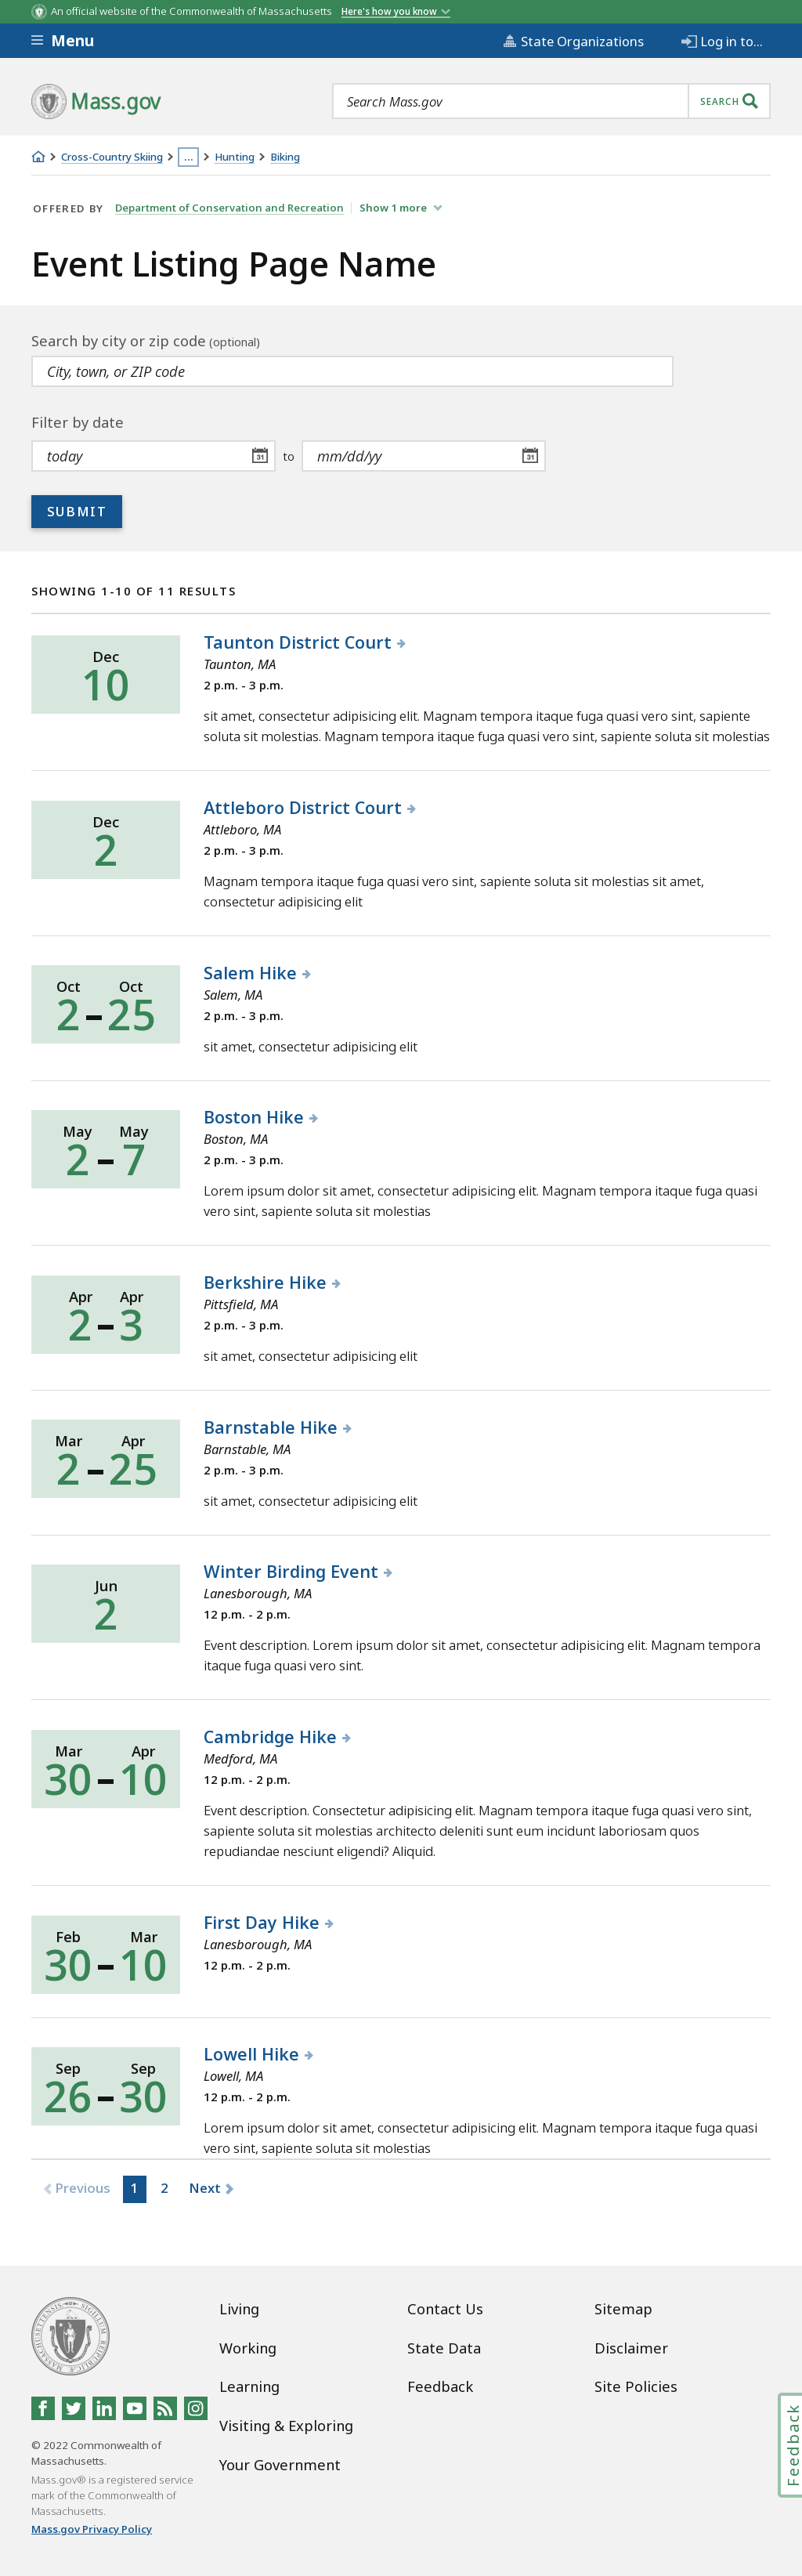 An official website of the Commonwealth of Massachusetts Here's how you know
Menu State Organizations Log in to...
Mass.gov Search Mass.gov SEARCH
Cross-Country Skiing ... Hunting Biking
OFFERED BY Department of Conservation and Recreation Show 1 more
Event Listing Page Name
Search by city or zip code (optional)
City, town, or ZIP code
Filter by date
today 31 to mm/dd/yy 31
SUBMIT
SHOWING 1-10 OF 11 RESULTS
Dec
10
Taunton District Court
Taunton, MA
2 p.m. - 3 p.m.
sit amet, consectetur adipisicing elit. Magnam tempora itaque fuga quasi vero sint, sapiente
soluta sit molestias. Magnam tempora itaque fuga quasi vero sint, sapiente soluta sit molestias
Dec
2
Attleboro District Court
Attleboro, MA
2 p.m. - 3 p.m.
Magnam tempora itaque fuga quasi vero sint, sapiente soluta sit molestias sit amet,
consectetur adipisicing elit
Oct Oct
2 – 25
Salem Hike
Salem, MA
2 p.m. - 3 p.m.
sit amet, consectetur adipisicing elit
May May
2 – 7
Boston Hike
Boston, MA
2 p.m. - 3 p.m.
Lorem ipsum dolor sit amet, consectetur adipisicing elit. Magnam tempora itaque fuga quasi
vero sint, sapiente soluta sit molestias
Apr Apr
2 – 3
Berkshire Hike
Pittsfield, MA
2 p.m. - 3 p.m.
sit amet, consectetur adipisicing elit
Mar Apr
2 – 25
Barnstable Hike
Barnstable, MA
2 p.m. - 3 p.m.
sit amet, consectetur adipisicing elit
Jun
2
Winter Birding Event
Lanesborough, MA
12 p.m. - 2 p.m.
Event description. Lorem ipsum dolor sit amet, consectetur adipisicing elit. Magnam tempora
itaque fuga quasi vero sint.
Mar Apr
30 – 10
Cambridge Hike
Medford, MA
12 p.m. - 2 p.m.
Event description. Consectetur adipisicing elit. Magnam tempora itaque fuga quasi vero sint,
sapiente soluta sit molestias architecto deleniti sunt eum incidunt laboriosam quos
repudiandae nesciunt eligendi? Aliquid.
Feb Mar
30 – 10
First Day Hike
Lanesborough, MA
12 p.m. - 2 p.m.
Sep Sep
26 – 30
Lowell Hike
Lowell, MA
12 p.m. - 2 p.m.
Lorem ipsum dolor sit amet, consectetur adipisicing elit. Magnam tempora itaque fuga quasi
vero sint, sapiente soluta sit molestias
Previous 1 2 Next
Living
Working
Learning
Visiting & Exploring
Your Government
Contact Us
State Data
Feedback
Sitemap
Disclaimer
Site Policies
© 2022 Commonwealth of
Massachusetts.
Mass.gov® is a registered service
mark of the Commonwealth of
Massachusetts.
Mass.gov Privacy Policy
Feedback